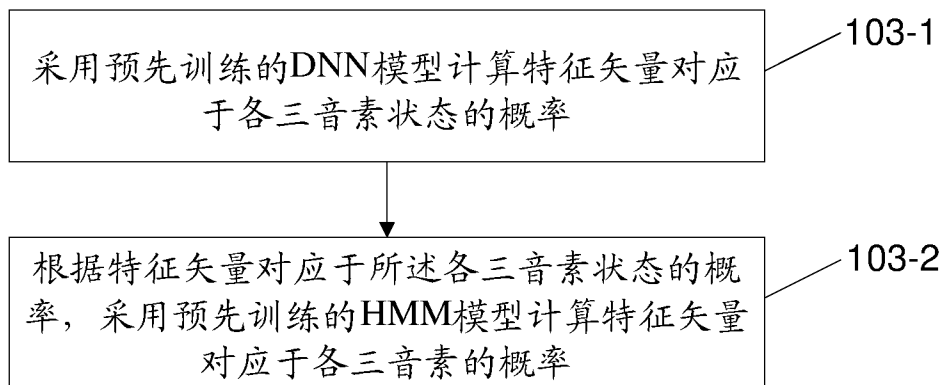 采用预先训练的DNN模型计算特征矢量对应
于各三音素状态的概率
103-1
根据特征矢量对应于所述各三音素状态的概
率，采用预先训练的HMM模型计算特征矢量
对应于各三音素的概率
103-2